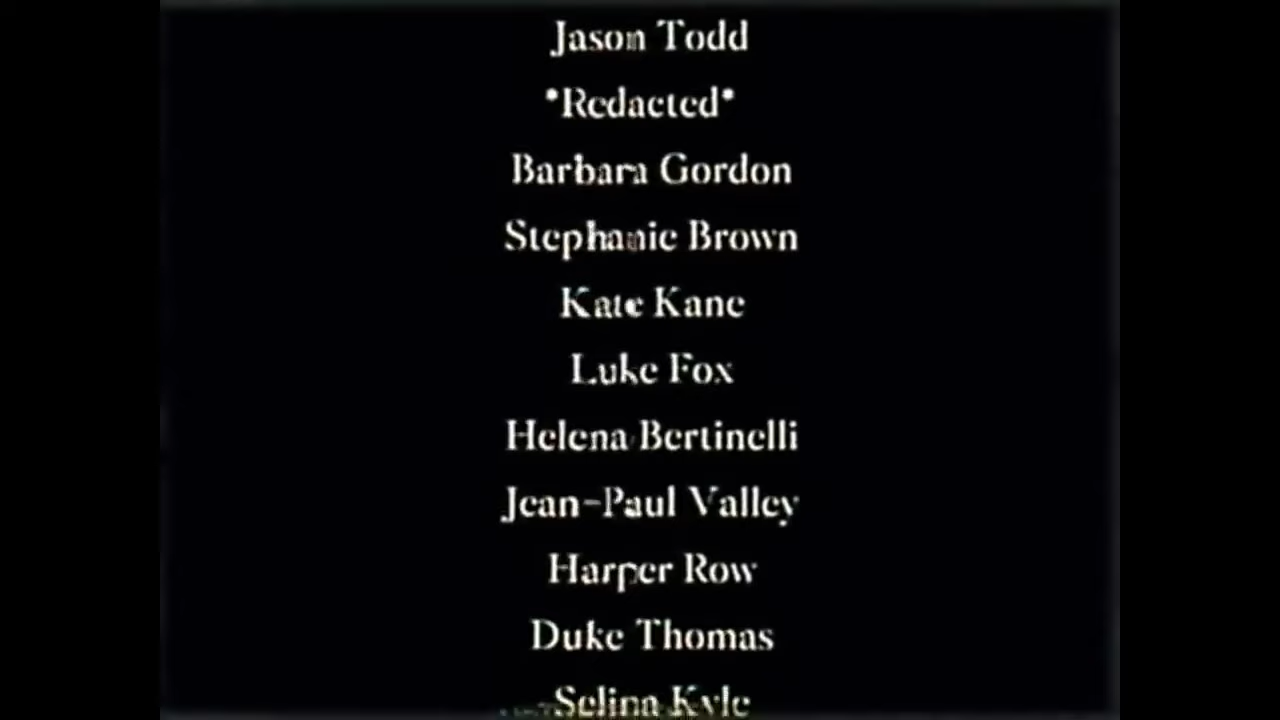 Jason Todd
*Redacted*
Barbara Gordon
Stephanie Brown
Kate Kane
Luke Fox
Helena Bertinelli
Jean-Paul Valley
Harper Row
Duke Thomas
Selina Kyle